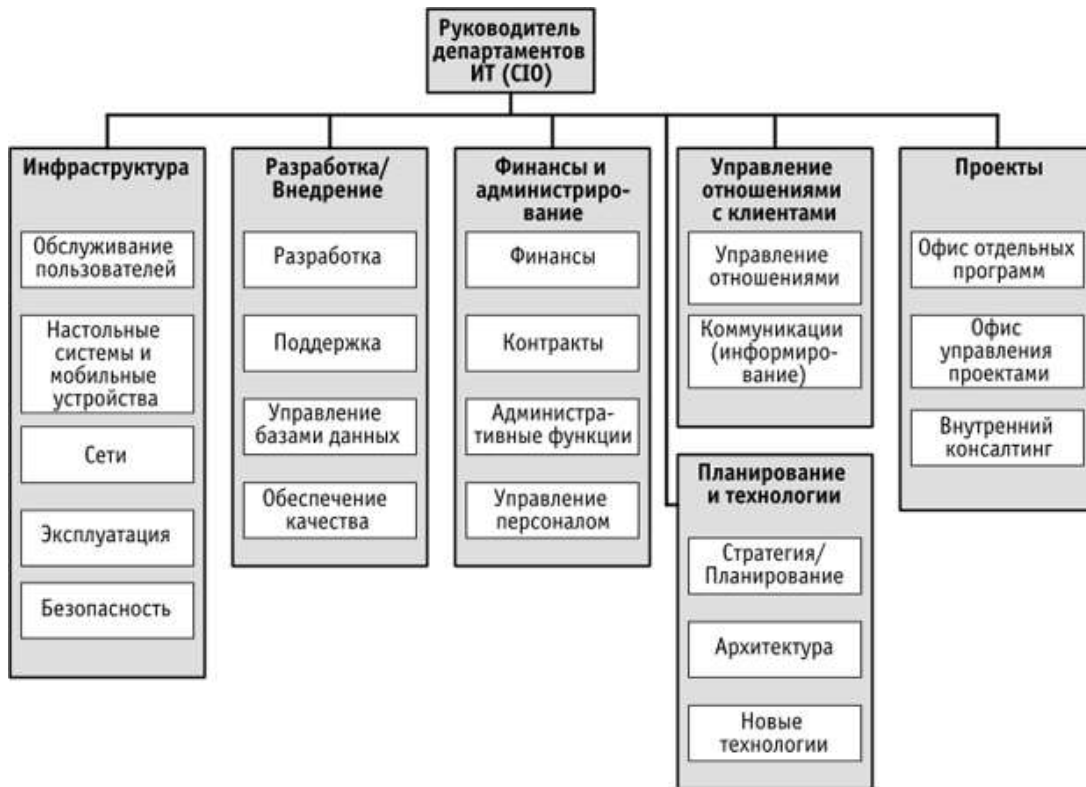 Руководитель
департаментов
ИТ (CIO)
Инфраструктура
Обслуживание
пользователей
Настольные
системы и
мобильные
устройства
Сети
Эксплуатация
Безопасность
Разработка/
Внедрение
Разработка
Поддержка
Управление
базами данных
Обеспечение
качества
Финансы и
администриро-
вание
Финансы
Контракты
Администра-
тивные функции
Управление
персоналом
Управление
отношениями
с клиентами
Управление
отношениями
Коммуникации
(информиро-
вание)
Планирование
и технологии
Стратегия/
Планирование
Архитектура
Новые
технологии
Проекты
Офис отдельных
программ
Офис
управления
проектами
Внутренний
консалтинг